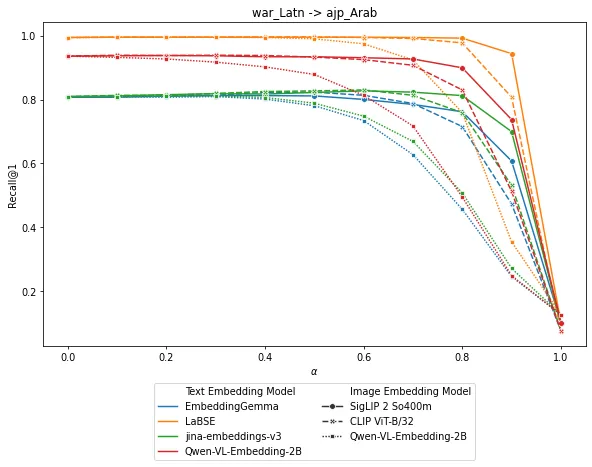 war_Latn -> ajp_Arab
Recall@1
1.0
0.8
0.6
0.4
0.2
0.0 0.2 0.4 0.6 0.8 1.0
α
Text Embedding Model Image Embedding Model
EmbeddingGemma SigLIP 2 So400m
LaBSE CLIP ViT-B/32
jina-embeddings-v3 Qwen-VL-Embedding-2B
Qwen-VL-Embedding-2B